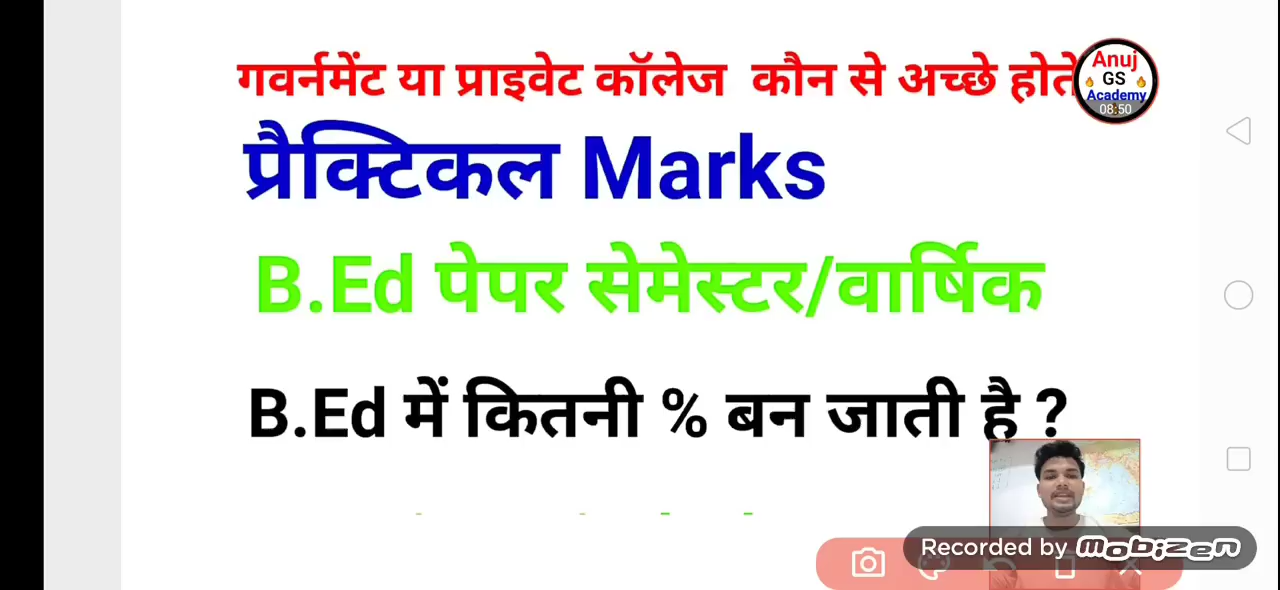 गवर्नमेंट या प्राइवेट कॉलेज कौन से अच्छे होते
Anuj
GS
Academy
08:50
प्रैक्टिकल Marks
B.Ed पेपर सेमेस्टर/वार्षिक
B.Ed में कितनी % बन जाती है ?
Recorded by Mobizen